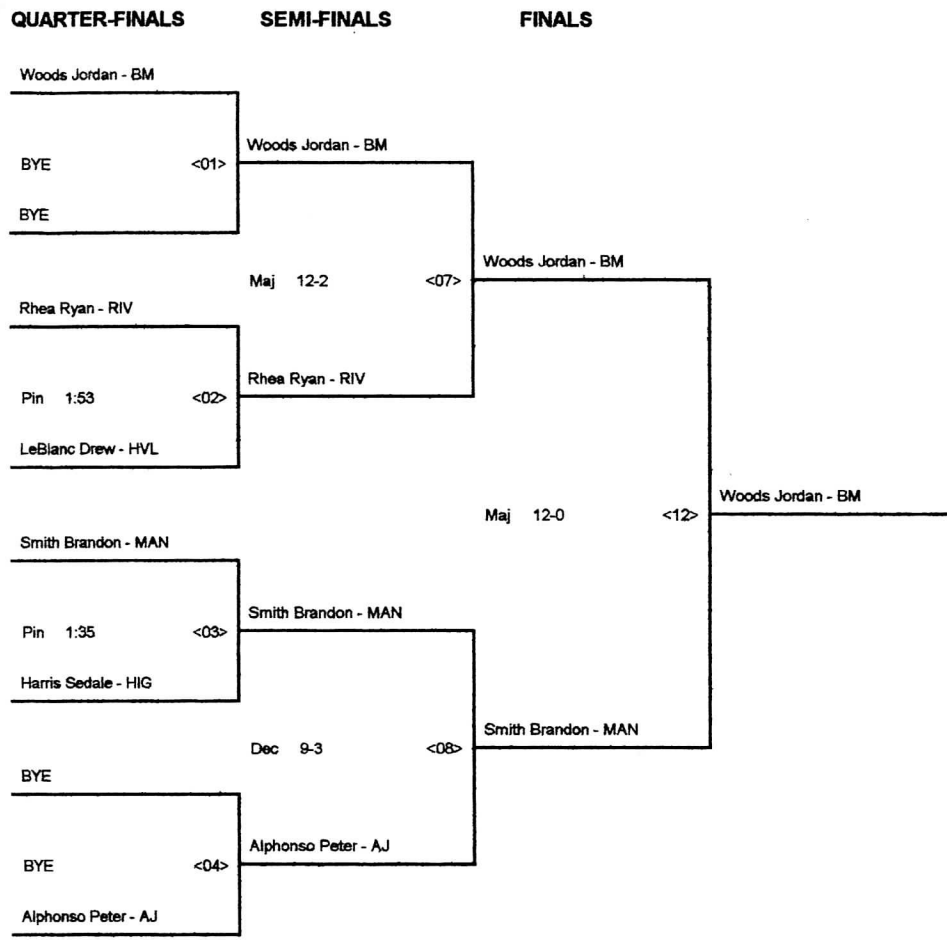 QUARTER-FINALS SEMI-FINALS FINALS
Woods Jordan - BM
Woods Jordan - BM
BYE <01>
BYE
Woods Jordan - BM
Maj 12-2 <07>
Rhea Ryan - RIV
Rhea Ryan - RIV
Pin 1:53 <02>
LeBlanc Drew - HVL
Woods Jordan - BM
Maj 12-0 <12>
Smith Brandon - MAN
Smith Brandon - MAN
Pin 1:35 <03>
Harris Sedale - HIG
Smith Brandon - MAN
Dec 9-3 <08>
BYE
Alphonso Peter - AJ
BYE <04>
Alphonso Peter - AJ